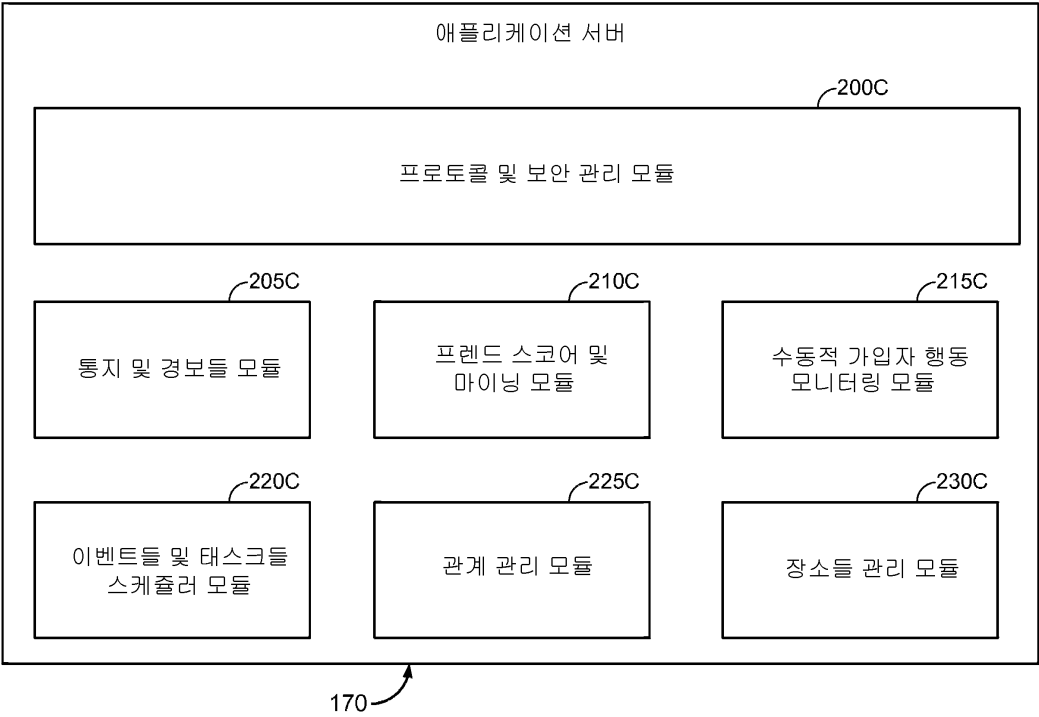 애플리케이션 서버
200C
프로토콜 및 보안 관리 모듈
205C
통지 및 경보들 모듈
210C
프렌드 스코어 및
마이닝 모듈
215C
수동적 가입자 행동
모니터링 모듈
220C
이벤트들 및 태스크들
스케쥴러 모듈
225C
관계 관리 모듈
230C
장소들 관리 모듈
170